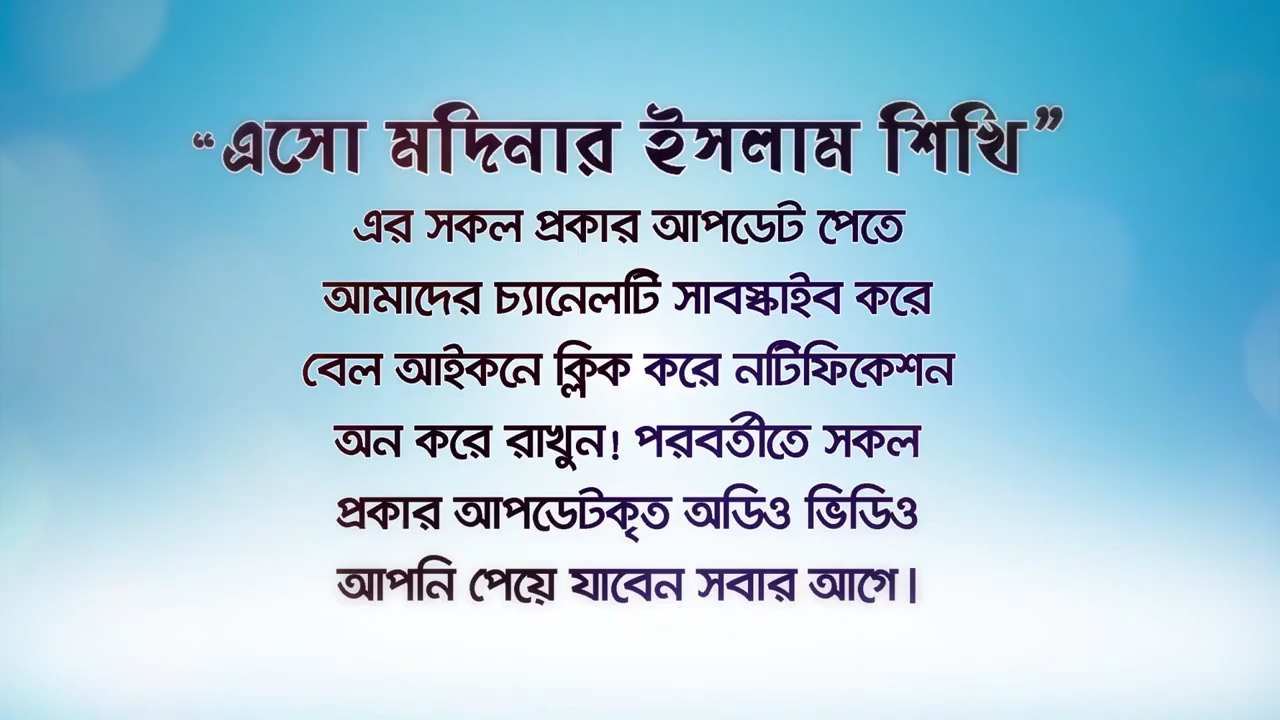 “এসো মদিনার ইসলাম শিখি”
এর সকল প্রকার আপডেট পেতে
আমাদের চ্যানেলটি সাবস্কাইব করে
বেল আইকনে ক্লিক করে নটিফিকেশন
অন করে রাখুন! পরবর্তীতে সকল
প্রকার আপডেটকৃত অডিও ভিডিও
আপনি পেয়ে যাবেন সবার আগে।